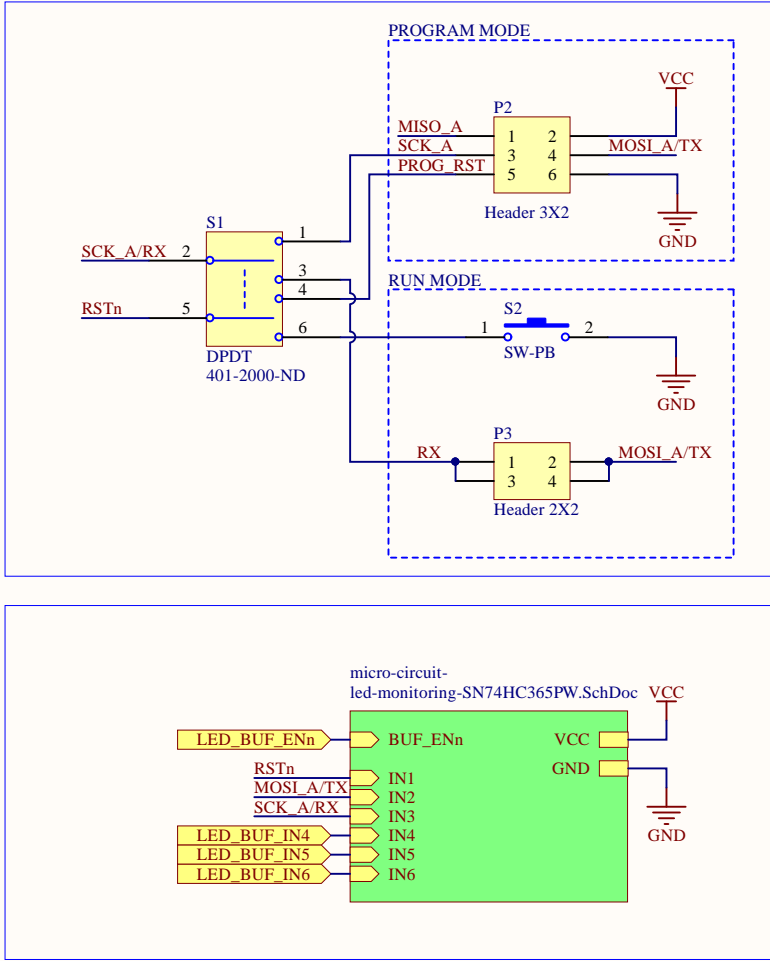 PROGRAM MODE
VCC
P2
MISO_A 1 2
SCK_A 3 4 MOSI_A/TX
PROG_RST 5 6
Header 3X2
GND
S1
1
SCK_A/RX 2
3
4
RSTn 5
6
DPDT
401-2000-ND
RUN MODE
S2
1 2
SW-PB
GND
P3
RX 1 2 MOSI_A/TX
3 4
Header 2X2
micro-circuit-
led-monitoring-SN74HC365PW.SchDoc
VCC
LED_BUF_ENn BUF_ENn VCC
GND
RSTn IN1
MOSI_A/TX IN2
SCK_A/RX IN3
LED_BUF_IN4 IN4
LED_BUF_IN5 IN5
LED_BUF_IN6 IN6
GND